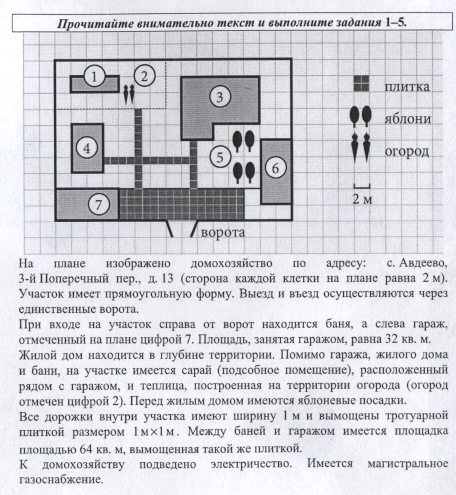 Прочитайте внимательно текст и выполните задания 1–5.
1
2
3
4
5
6
7
плитка
яблони
огород
2 м
ворота
На плане изображено домохозяйство по адресу: с. Авдеево,
3-й Поперечный пер., д. 13 (сторона каждой клетки на плане равна 2 м).
Участок имеет прямоугольную форму. Выезд и въезд осуществляются через
единственные ворота.
При входе на участок справа от ворот находится баня, а слева гараж,
отмеченный на плане цифрой 7. Площадь, занятая гаражом, равна 32 кв. м.
Жилой дом находится в глубине территории. Помимо гаража, жилого дома
и бани, на участке имеется сарай (подсобное помещение), расположенный
рядом с гаражом, и теплица, построенная на территории огорода (огород
отмечен цифрой 2). Перед жилым домом имеются яблоневые посадки.
Все дорожки внутри участка имеют ширину 1 м и вымощены тротуарной
плиткой размером 1м×1м. Между баней и гаражом имеется площадка
площадью 64 кв. м, вымощенная такой же плиткой.
К домохозяйству подведено электричество. Имеется магистральное
газоснабжение.